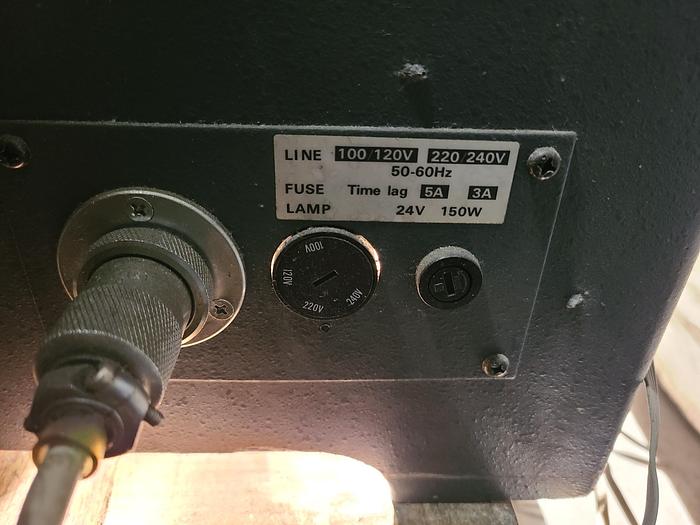 LINE 100/120V 220/240V
50-60Hz
FUSE Time lag 5A 3A
LAMP 24V 150W
100V
120V
240V
220V